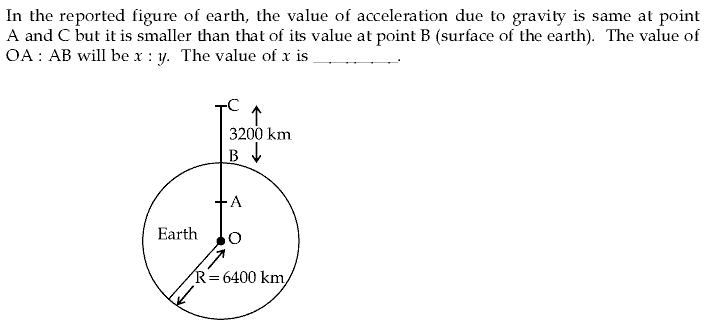 In the reported figure of earth, the value of acceleration due to gravity is same at point
A and C but it is smaller than that of its value at point B (surface of the earth). The value of
OA : AB will be x : y. The value of x is __________.
C
3200 km
B
A
Earth
O
R=6400 km